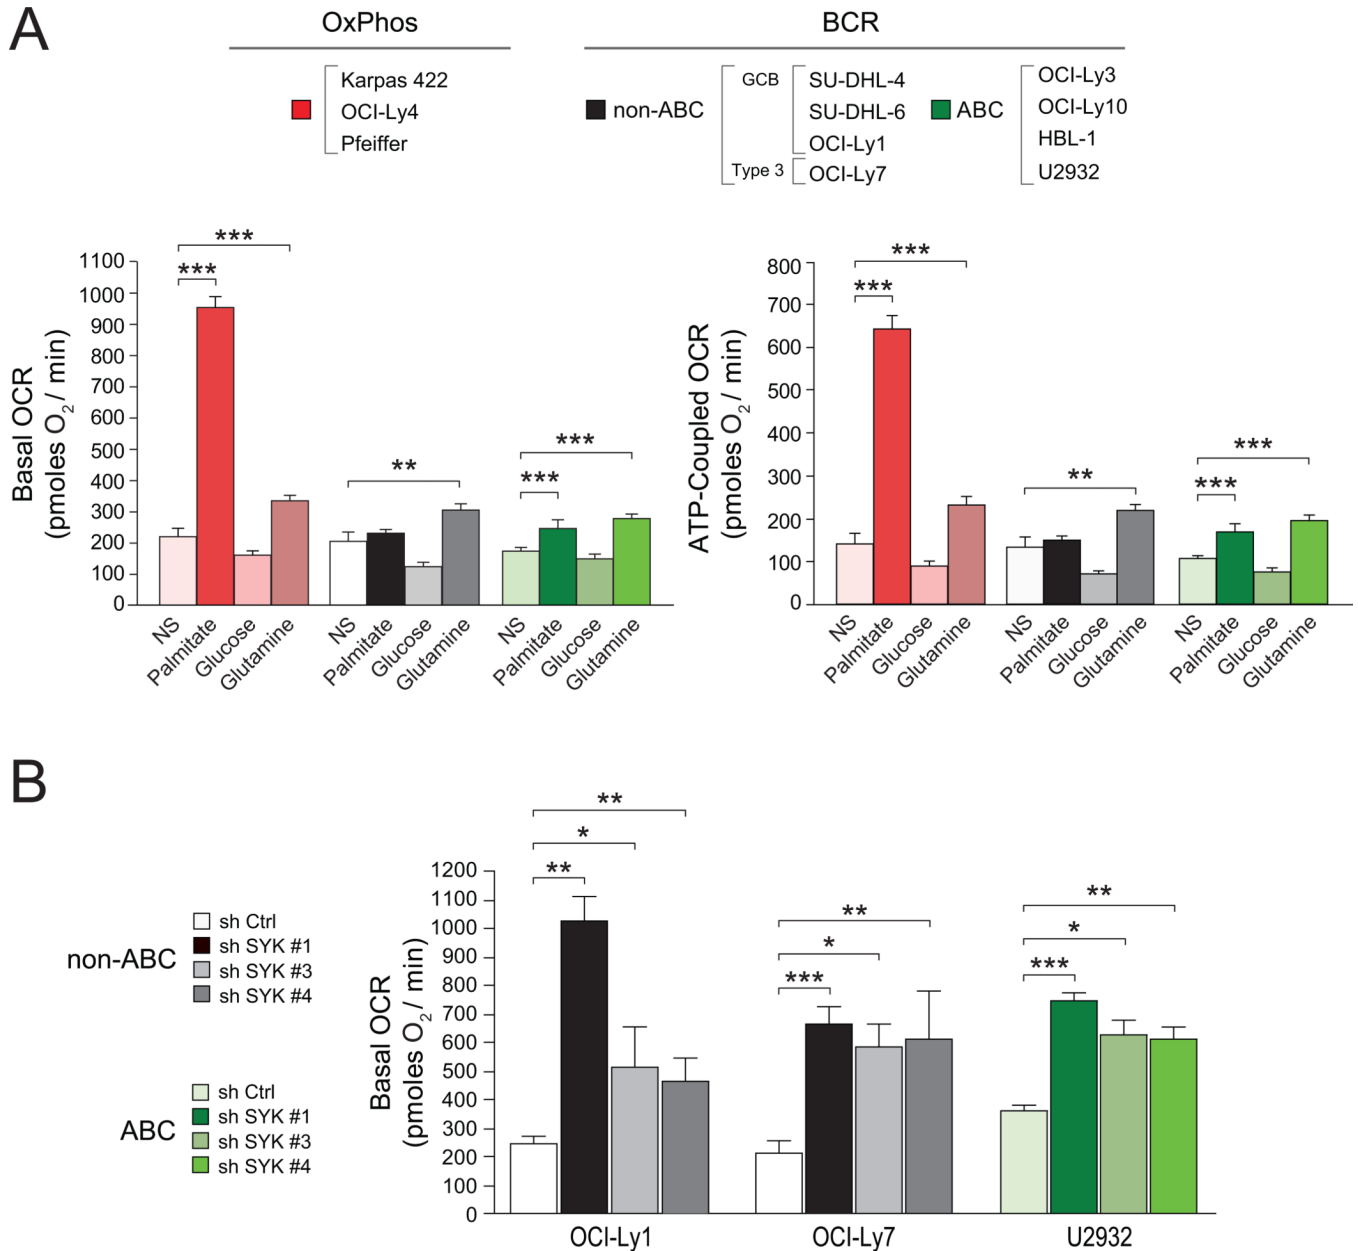 A
OxPhos
BCR
Karpas 422
OCI-Ly4
Pfeiffer
non-ABC
GCB
SU-DHL-4
SU-DHL-6
OCI-Ly1
Type 3
OCI-Ly7
ABC
OCI-Ly3
OCI-Ly10
HBL-1
U2932
Basal OCR
(pmoles O2 / min)
1100
1000
900
800
700
600
500
400
300
200
100
0
***
***
**
***
***
NS
Palmitate
Glucose
Glutamine
NS
Palmitate
Glucose
Glutamine
NS
Palmitate
Glucose
Glutamine
ATP-Coupled OCR
(pmoles O2 / min)
800
700
600
500
400
300
200
100
0
***
***
**
***
***
NS
Palmitate
Glucose
Glutamine
NS
Palmitate
Glucose
Glutamine
NS
Palmitate
Glucose
Glutamine
B
non-ABC
sh Ctrl
sh SYK #1
sh SYK #3
sh SYK #4
ABC
sh Ctrl
sh SYK #1
sh SYK #3
sh SYK #4
Basal OCR
(pmoles O2 / min)
1200
1100
1000
900
800
700
600
500
400
300
200
100
0
**
*
**
**
*
***
**
*
***
OCI-Ly1
OCI-Ly7
U2932